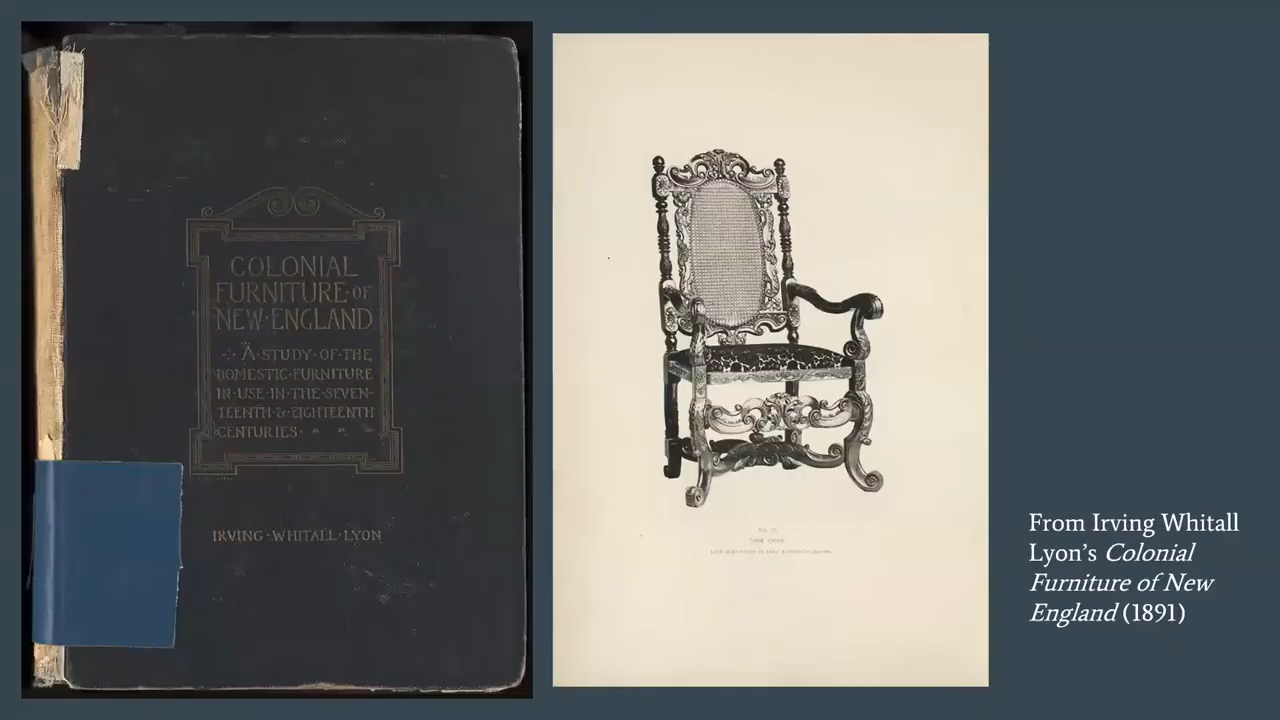 COLONIAL
FURNITURE·OF
NEW·ENGLAND
A·STUDY·OF·THE
DOMESTIC·FURNITURE
IN·USE·IN·THE·SEVEN-
TEENTH·&·EIGHTEENTH
CENTURIES·
IRVING·WHITALL·LYON
CANE CHAIR
From Irving Whitall
Lyon’s Colonial
Furniture of New
England (1891)